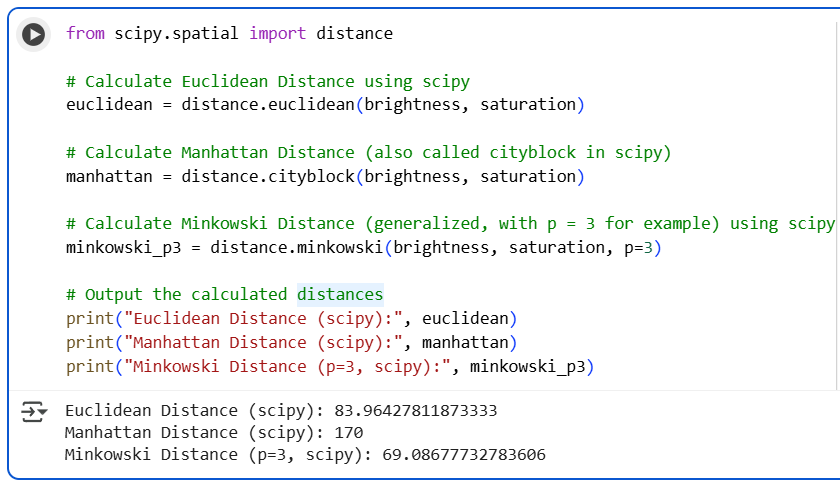 from scipy.spatial import distance
# Calculate Euclidean Distance using scipy
euclidean = distance.euclidean(brightness, saturation)
# Calculate Manhattan Distance (also called cityblock in scipy)
manhattan = distance.cityblock(brightness, saturation)
# Calculate Minkowski Distance (generalized, with p = 3 for example) using scipy
minkowski_p3 = distance.minkowski(brightness, saturation, p=3)
# Output the calculated distances
print("Euclidean Distance (scipy):", euclidean)
print("Manhattan Distance (scipy):", manhattan)
print("Minkowski Distance (p=3, scipy):", minkowski_p3)
Euclidean Distance (scipy): 83.96427811873333
Manhattan Distance (scipy): 170
Minkowski Distance (p=3, scipy): 69.08677732783606